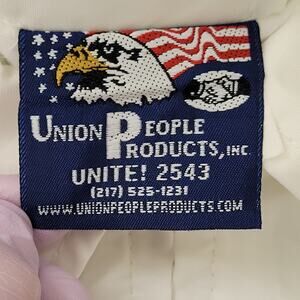 UNION PEOPLE
PRODUCTS, INC.
UNITE! 2543
(217) 525-1231
WWW.UNIONPEOPLEPRODUCTS.COM